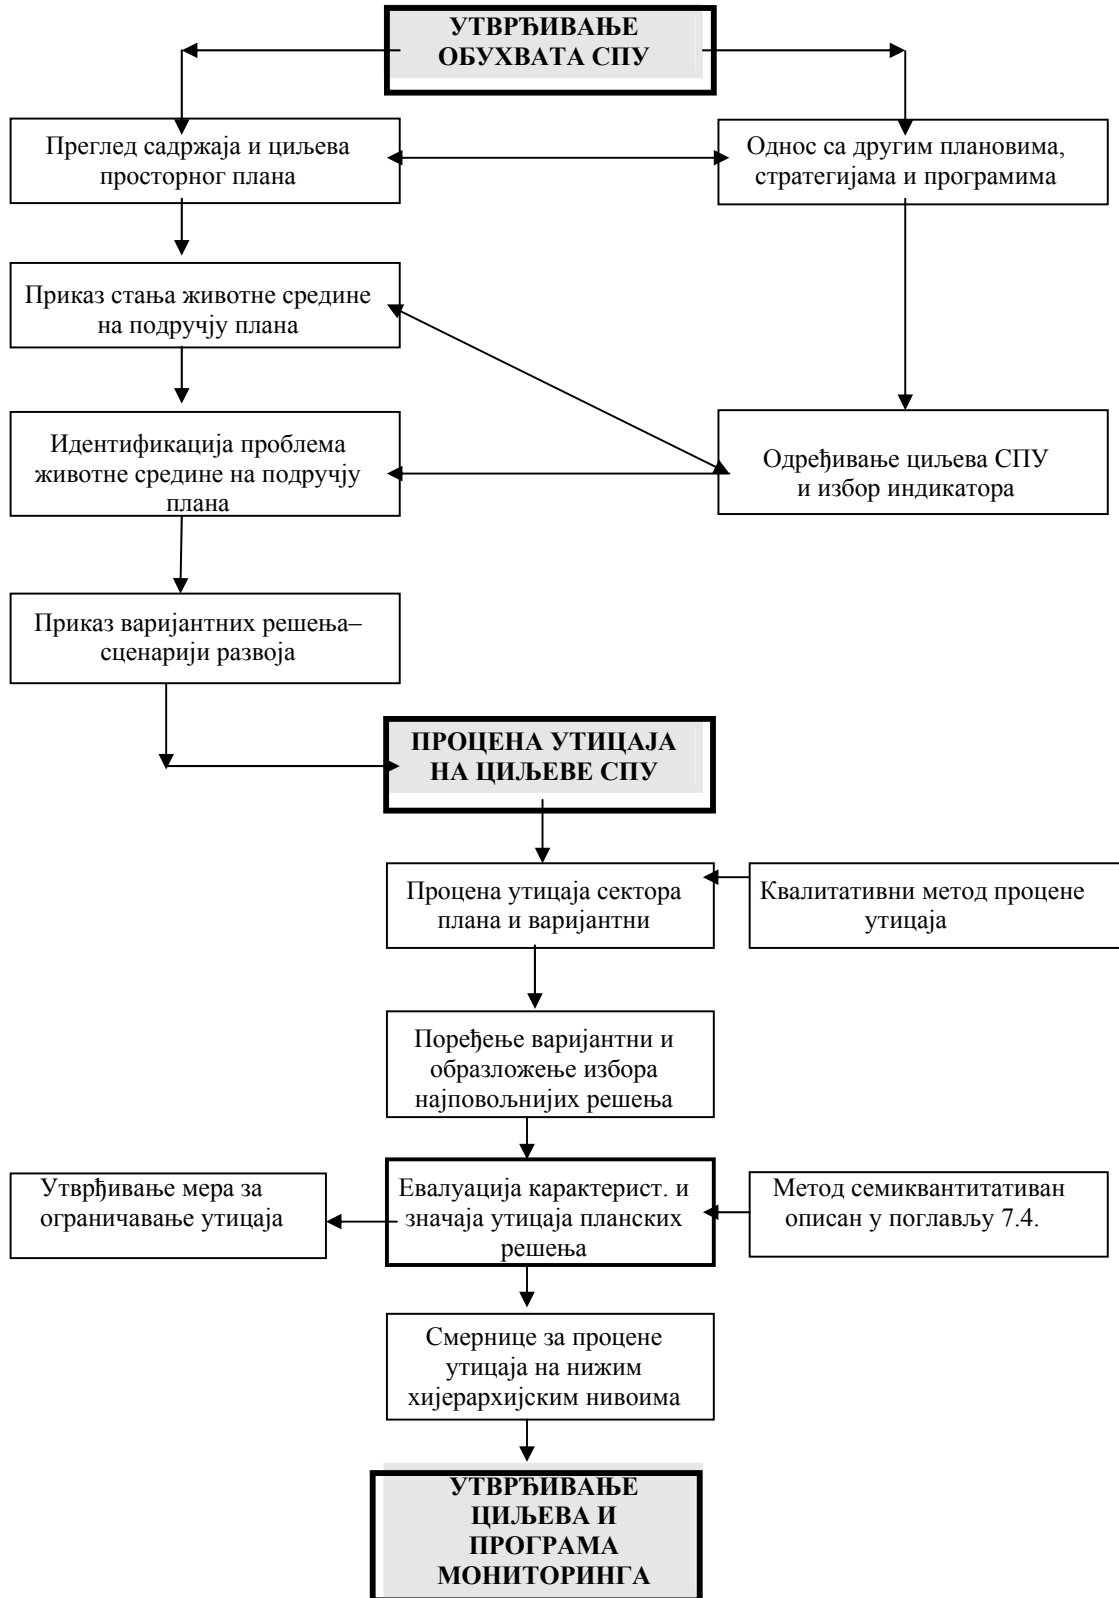 УТВРЂИВАЊЕ
ОБУХВАТА СПУ
Преглед садржаја и циљева
просторног плана
Однос са другим плановима,
стратегијама и програмима
Приказ стања животне средине
на подручју плана
Идентификација проблема
животне средине на подручју
плана
Одређивање циљева СПУ
и избор индикатора
Приказ варијантних решења–
сценарији развоја
ПРОЦЕНА УТИЦАЈА
НА ЦИЉЕВЕ СПУ
Процена утицаја сектора
плана и варијантни
Квалитативни метод процене
утицаја
Поређење варијантни и
образложење избора
најповољнијих решења
Утврђивање мера за
ограничавање утицаја
Евалуација карактерист. и
значаја утицаја планских
решења
Метод семиквантитативан
описан у поглављу 7.4.
Смернице за процене
утицаја на нижим
хијерархијским нивоима
УТВРЂИВАЊЕ
ЦИЉЕВА И
ПРОГРАМА
МОНИТОРИНГА